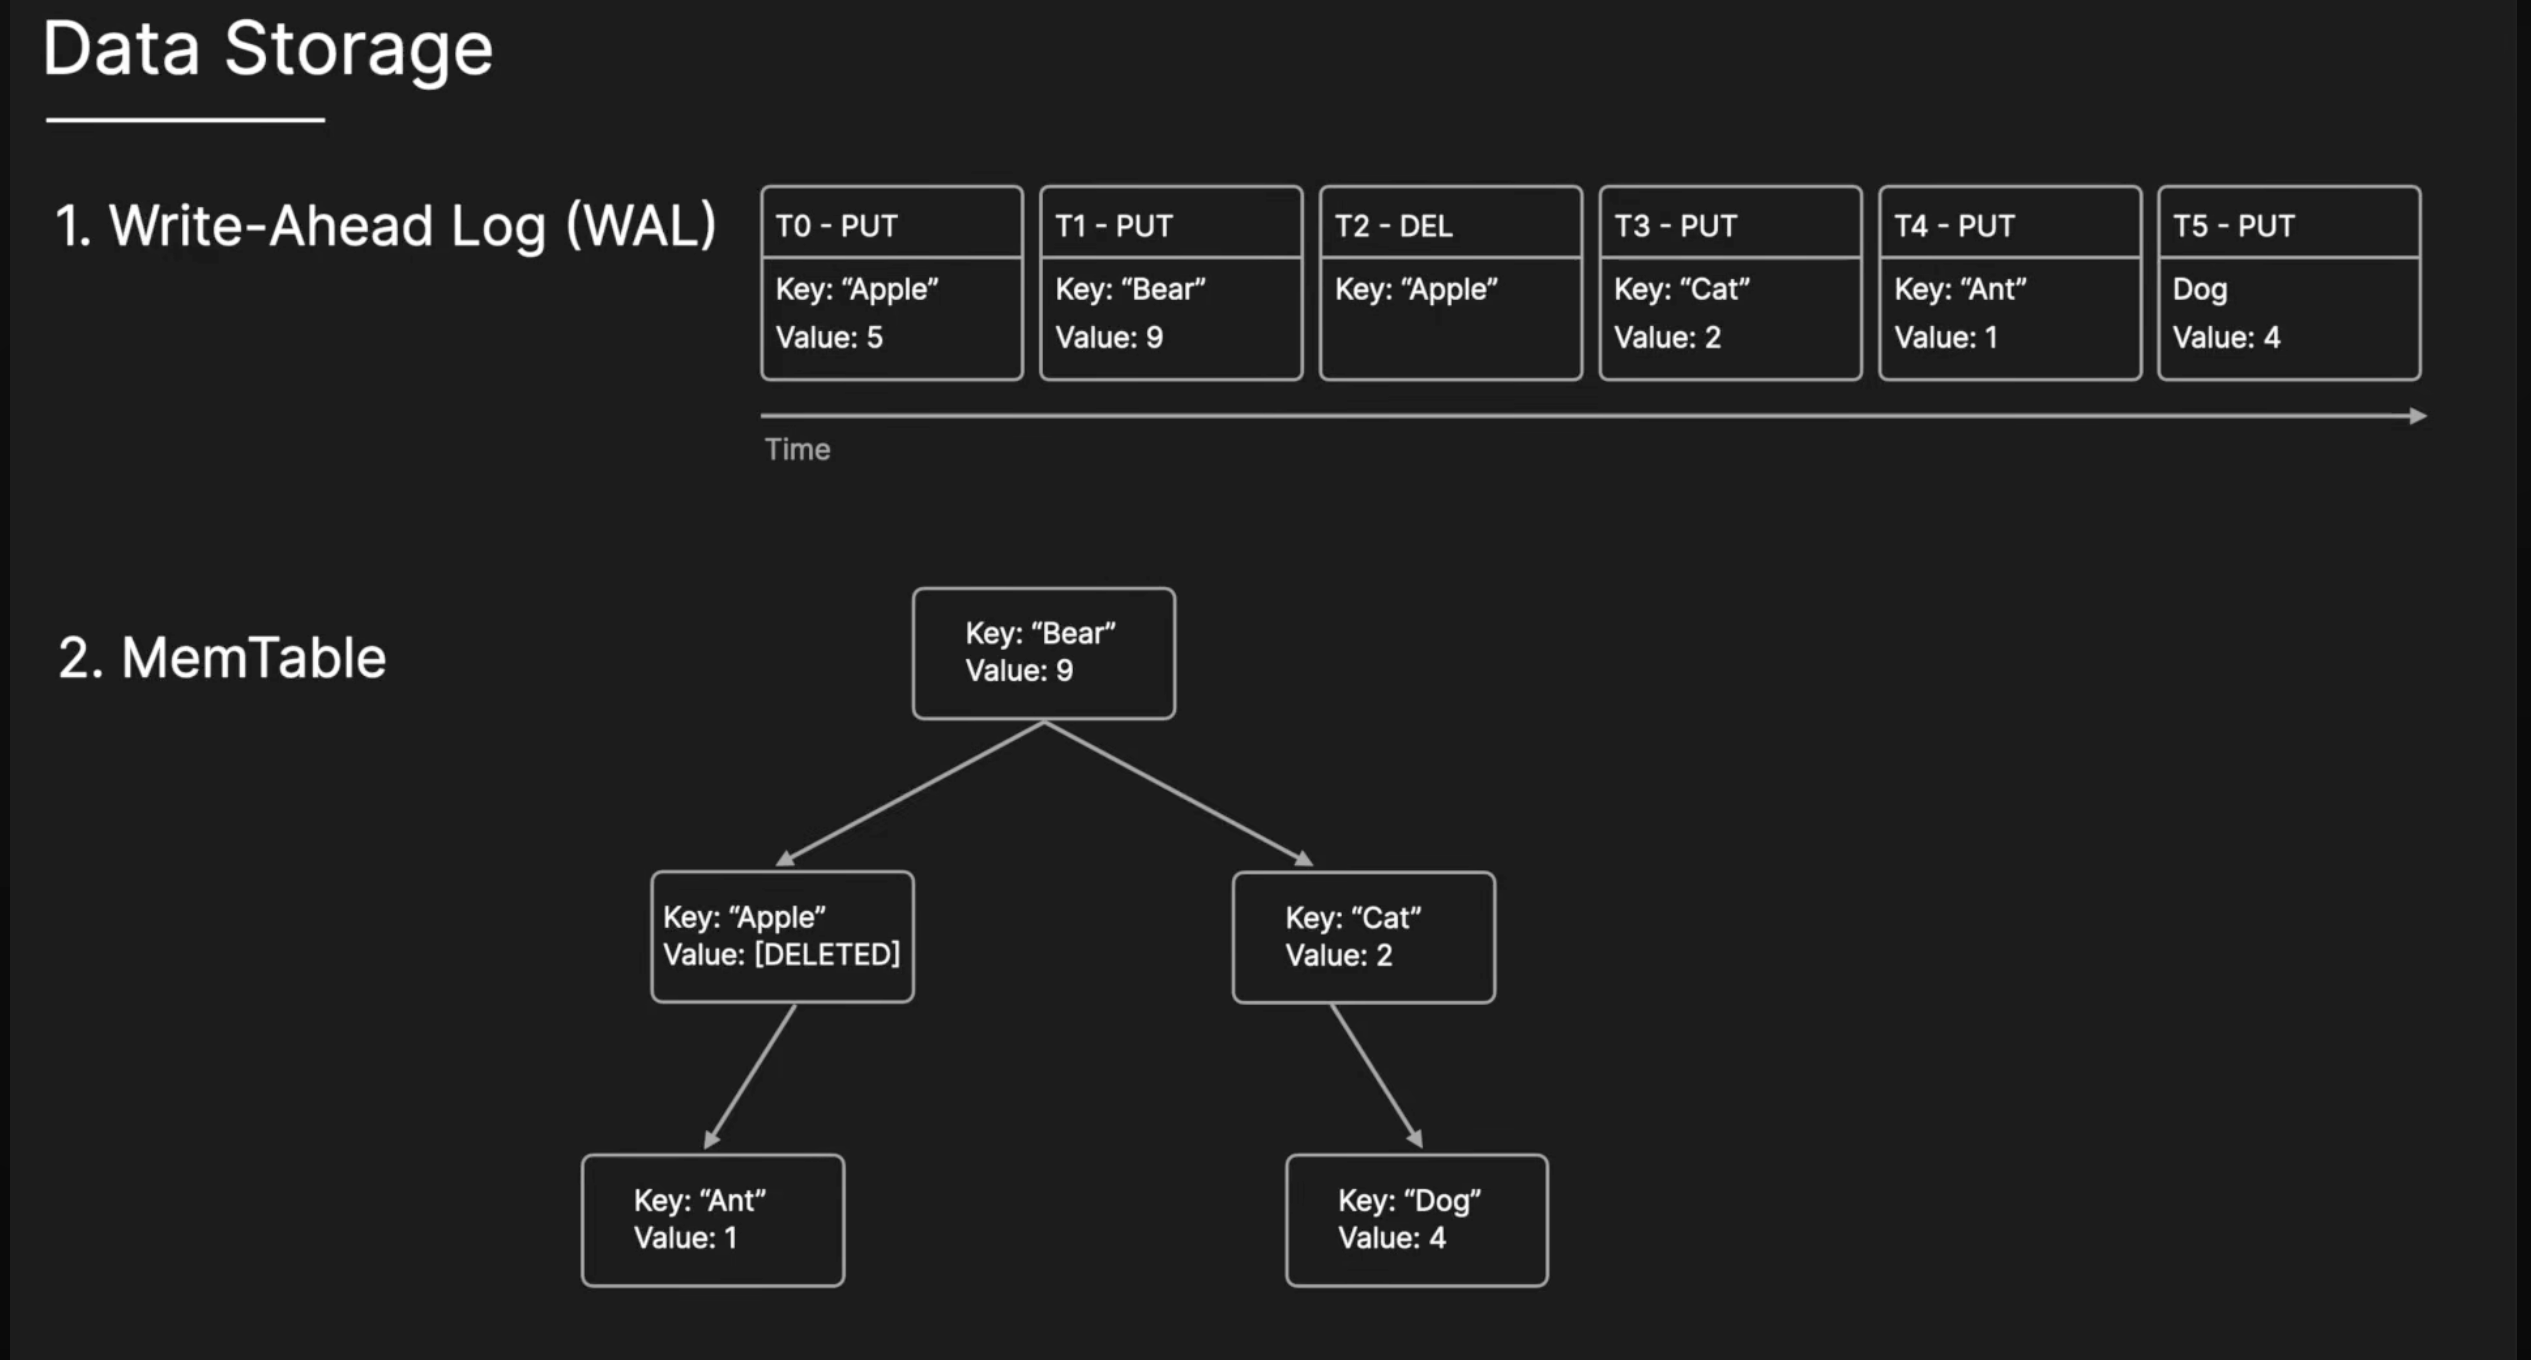 Data Storage
1. Write-Ahead Log (WAL)
T0 - PUT
Key: “Apple”
Value: 5
T1 - PUT
Key: “Bear”
Value: 9
T2 - DEL
Key: “Apple”
T3 - PUT
Key: “Cat”
Value: 2
T4 - PUT
Key: “Ant”
Value: 1
T5 - PUT
Dog
Value: 4
Time
2. MemTable
Key: “Bear”
Value: 9
Key: “Apple”
Value: [DELETED]
Key: “Cat”
Value: 2
Key: “Ant”
Value: 1
Key: “Dog”
Value: 4